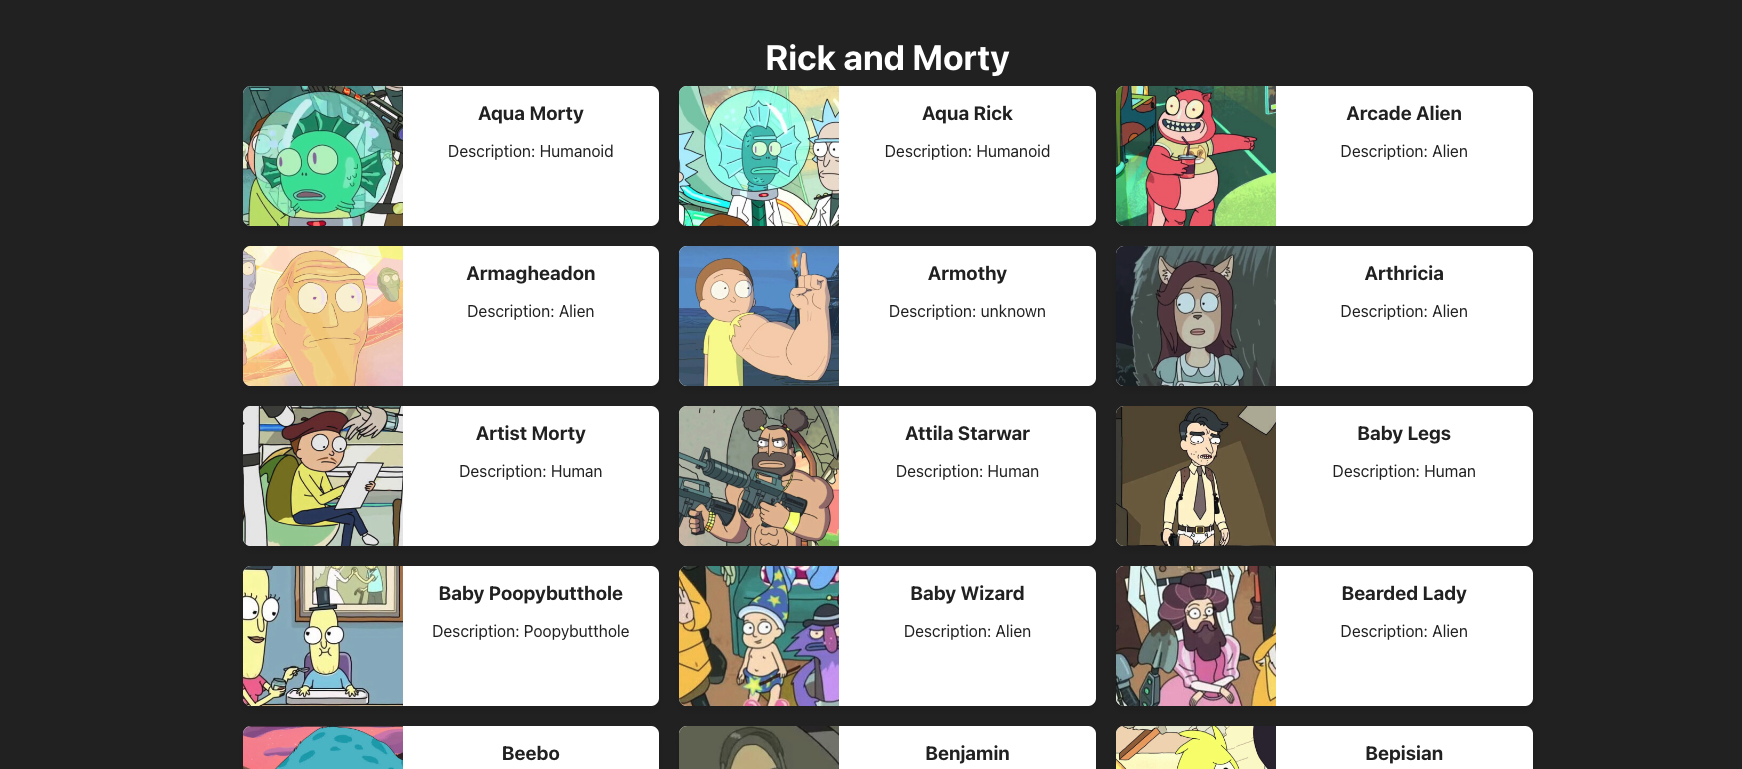 Rick and Morty
Aqua Morty
Description: Humanoid
Aqua Rick
Description: Humanoid
Arcade Alien
Description: Alien
Armagheadon
Description: Alien
Armothy
Description: unknown
Arthricia
Description: Alien
Artist Morty
Description: Human
Attila Starwar
Description: Human
Baby Legs
Description: Human
Baby Poopybutthole
Description: Poopybutthole
Baby Wizard
Description: Alien
Bearded Lady
Description: Alien
Beebo
Benjamin
Bepisian